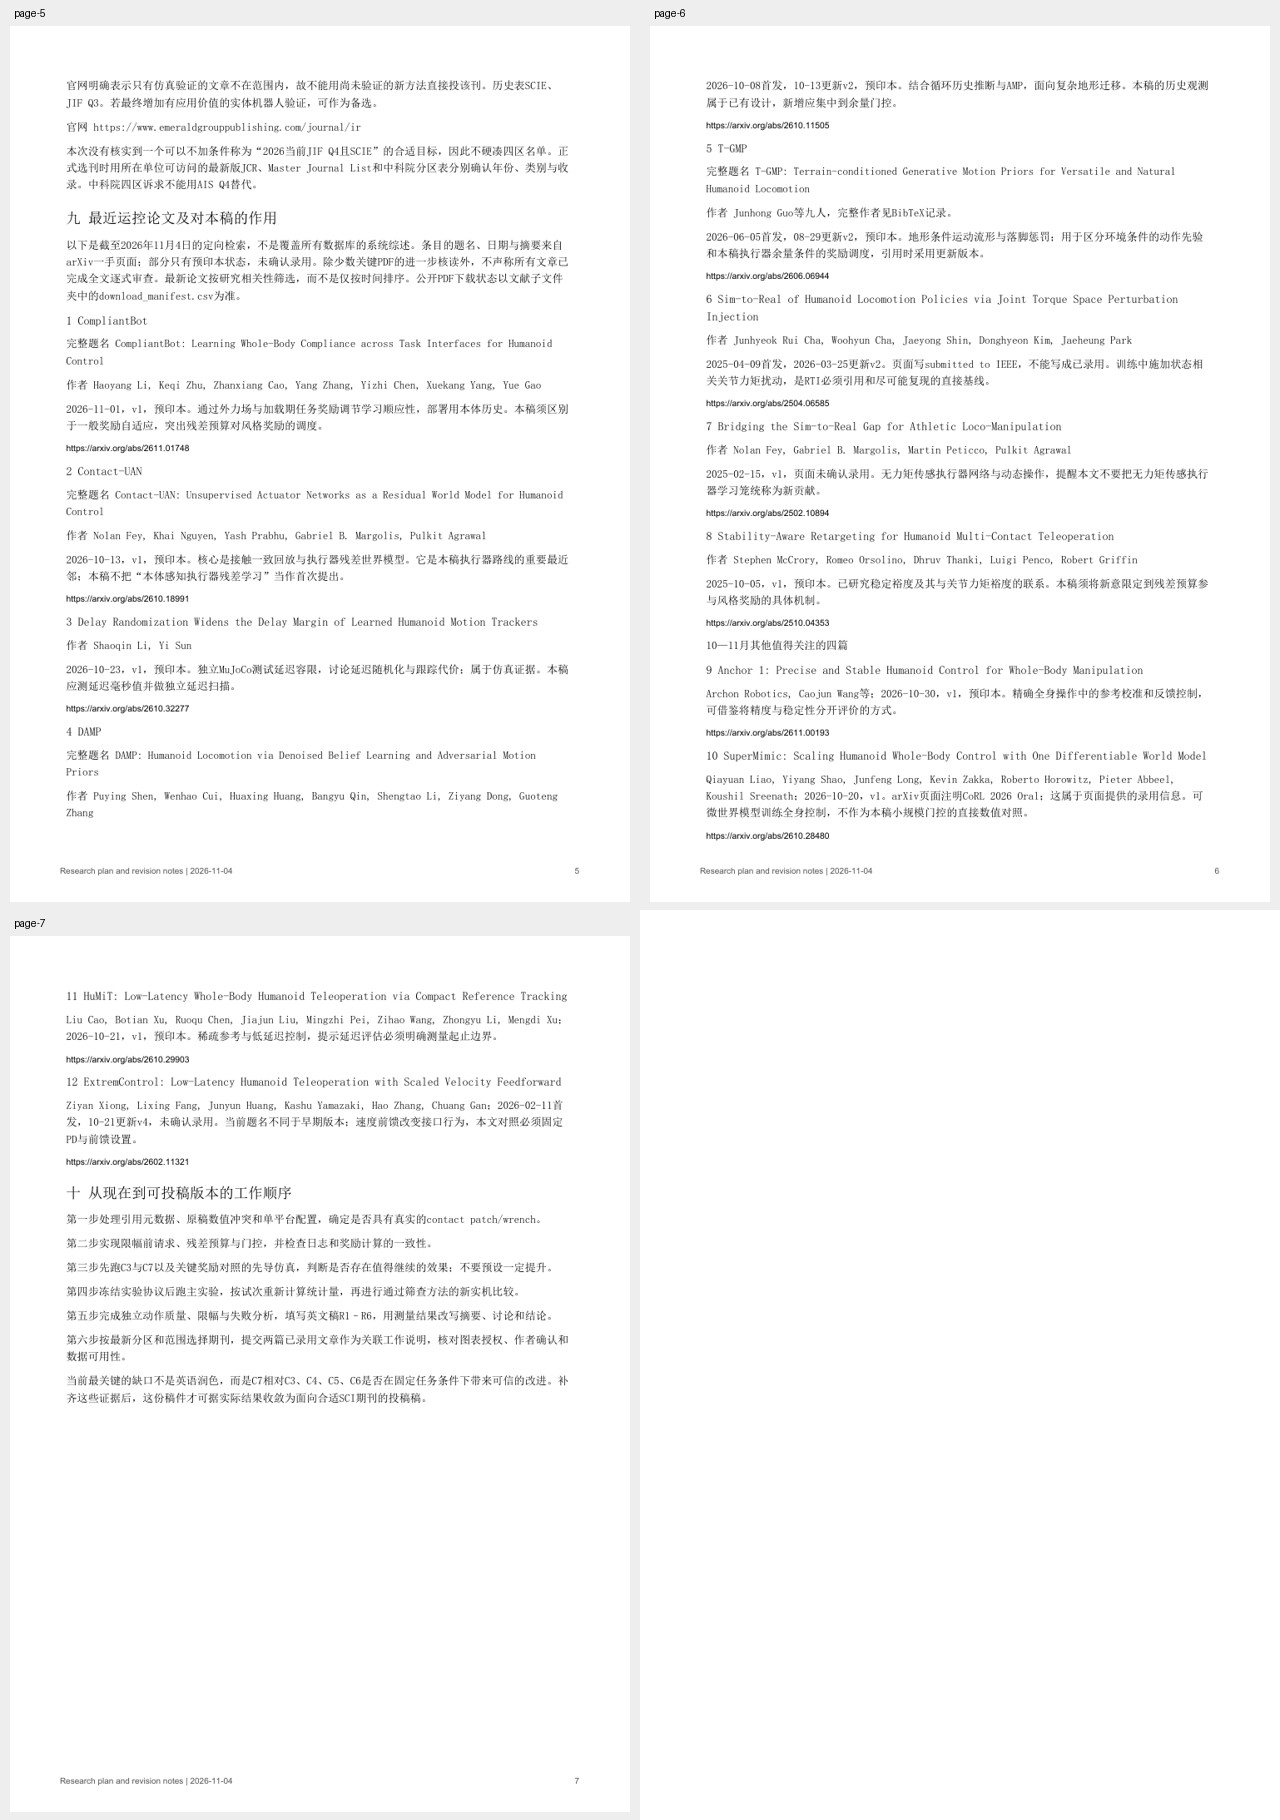 page-5
官网明确表示只有仿真验证的文章不在范围内，故不能用尚未验证的新方法直接投该刊。历史表SCIE、
JIF Q3。若最终增加有应用价值的实体机器人验证，可作为备选。
官网 https://www.emeraldgrouppublishing.com/journal/ir
本次没有核实到一个可以不加条件称为“2026当前JIF Q4且SCIE”的合适目标，因此不硬凑四区名单。正
式选刊时用所在单位可访问的最新版JCR、Master Journal List和中科院分区表分别确认年份、类别与收
录。中科院四区诉求不能用AIS Q4替代。
九 最近运控论文及对本稿的作用
以下是截至2026年11月4日的定向检索，不是覆盖所有数据库的系统综述。条目的题名、日期与摘要来自
arXiv一手页面；部分只有预印本状态，未确认录用。除少数关键PDF的进一步核读外，不声称所有文章已
完成全文逐式审查。最新论文按研究相关性筛选，而不是仅按时间排序。公开PDF下载状态以文献子文件
夹中的download_manifest.csv为准。
1 CompliantBot
完整题名 CompliantBot: Learning Whole-Body Compliance across Task Interfaces for Humanoid
Control
作者 Haoyang Li, Keqi Zhu, Zhanxiang Cao, Yang Zhang, Yizhi Chen, Xuekang Yang, Yue Gao
2026-11-01，v1，预印本。通过外力场与加载期任务奖励调节学习顺应性，部署用本体历史。本稿须区别
于一般奖励自适应，突出残差预算对风格奖励的调度。
https://arxiv.org/abs/2611.01748
2 Contact-UAN
完整题名 Contact-UAN: Unsupervised Actuator Networks as a Residual World Model for Humanoid
Control
作者 Nolan Fey, Khai Nguyen, Yash Prabhu, Gabriel B. Margolis, Pulkit Agrawal
2026-10-13，v1，预印本。核心是接触一致回放与执行器残差世界模型。它是本稿执行器路线的重要最近
邻；本稿不把“本体感知执行器残差学习”当作首次提出。
https://arxiv.org/abs/2610.18991
3 Delay Randomization Widens the Delay Margin of Learned Humanoid Motion Trackers
作者 Shaoqin Li, Yi Sun
2026-10-23，v1，预印本。独立MuJoCo测试延迟容限，讨论延迟随机化与跟踪代价；属于仿真证据。本稿
应测延迟毫秒值并做独立延迟扫描。
https://arxiv.org/abs/2610.32277
4 DAMP
完整题名 DAMP: Humanoid Locomotion via Denoised Belief Learning and Adversarial Motion
Priors
作者 Puying Shen, Wenhao Cui, Huaxing Huang, Bangyu Qin, Shengtao Li, Ziyang Dong, Guoteng
Zhang
Research plan and revision notes | 2026-11-04
5
page-6
2026-10-08首发，10-13更新v2，预印本。结合循环历史推断与AMP，面向复杂地形迁移。本稿的历史观测
属于已有设计，新增应集中到余量门控。
https://arxiv.org/abs/2610.11505
5 T-GMP
完整题名 T-GMP: Terrain-conditioned Generative Motion Priors for Versatile and Natural
Humanoid Locomotion
作者 Junhong Guo等九人，完整作者见BibTeX记录。
2026-06-05首发，08-29更新v2，预印本。地形条件运动流形与落脚惩罚；用于区分环境条件的动作先验
和本稿执行器余量条件的奖励调度，引用时采用更新版本。
https://arxiv.org/abs/2606.06944
6 Sim-to-Real of Humanoid Locomotion Policies via Joint Torque Space Perturbation
Injection
作者 Junhyeok Rui Cha, Woohyun Cha, Jaeyong Shin, Donghyeon Kim, Jaeheung Park
2025-04-09首发，2026-03-25更新v2。页面写submitted to IEEE，不能写成已录用。训练中施加状态相
关关节力矩扰动，是RTI必须引用和尽可能复现的直接基线。
https://arxiv.org/abs/2504.06585
7 Bridging the Sim-to-Real Gap for Athletic Loco-Manipulation
作者 Nolan Fey, Gabriel B. Margolis, Martin Peticco, Pulkit Agrawal
2025-02-15，v1，页面未确认录用。无力矩传感执行器网络与动态操作，提醒本文不要把无力矩传感执行
器学习笼统称为新贡献。
https://arxiv.org/abs/2502.10894
8 Stability-Aware Retargeting for Humanoid Multi-Contact Teleoperation
作者 Stephen McCrory, Romeo Orsolino, Dhruv Thanki, Luigi Penco, Robert Griffin
2025-10-05，v1，预印本。已研究稳定裕度及其与关节力矩裕度的联系。本稿须将新意限定到残差预算参
与风格奖励的具体机制。
https://arxiv.org/abs/2510.04353
10—11月其他值得关注的四篇
9 Anchor 1: Precise and Stable Humanoid Control for Whole-Body Manipulation
Archon Robotics, Caojun Wang等；2026-10-30，v1，预印本。精确全身操作中的参考校准和反馈控制，
可借鉴将精度与稳定性分开评价的方式。
https://arxiv.org/abs/2611.00193
10 SuperMimic: Scaling Humanoid Whole-Body Control with One Differentiable World Model
Qiayuan Liao, Yiyang Shao, Junfeng Long, Kevin Zakka, Roberto Horowitz, Pieter Abbeel,
Koushil Sreenath；2026-10-20，v1。arXiv页面注明CoRL 2026 Oral；这属于页面提供的录用信息。可
微世界模型训练全身控制，不作为本稿小规模门控的直接数值对照。
https://arxiv.org/abs/2610.28480
Research plan and revision notes | 2026-11-04
6
page-7
11 HuMiT: Low-Latency Whole-Body Humanoid Teleoperation via Compact Reference Tracking
Liu Cao, Botian Xu, Ruoqu Chen, Jiajun Liu, Mingzhi Pei, Zihao Wang, Zhongyu Li, Mengdi Xu；
2026-10-21，v1，预印本。稀疏参考与低延迟控制，提示延迟评估必须明确测量起止边界。
https://arxiv.org/abs/2610.29903
12 ExtremControl: Low-Latency Humanoid Teleoperation with Scaled Velocity Feedforward
Ziyan Xiong, Lixing Fang, Junyun Huang, Kashu Yamazaki, Hao Zhang, Chuang Gan；2026-02-11首
发，10-21更新v4，未确认录用。当前题名不同于早期版本；速度前馈改变接口行为，本文对照必须固定
PD与前馈设置。
https://arxiv.org/abs/2602.11321
十 从现在到可投稿版本的工作顺序
第一步处理引用元数据、原稿数值冲突和单平台配置，确定是否具有真实的contact patch/wrench。
第二步实现限幅前请求、残差预算与门控，并检查日志和奖励计算的一致性。
第三步先跑C3与C7以及关键奖励对照的先导仿真，判断是否存在值得继续的效果；不要预设一定提升。
第四步冻结实验协议后跑主实验，按试次重新计算统计量，再进行通过筛查方法的新实机比较。
第五步完成独立动作质量、限幅与失败分析，填写英文稿R1–R6，用测量结果改写摘要、讨论和结论。
第六步按最新分区和范围选择期刊，提交两篇已录用文章作为关联工作说明，核对图表授权、作者确认和
数据可用性。
当前最关键的缺口不是英语润色，而是C7相对C3、C4、C5、C6是否在固定任务条件下带来可信的改进。补
齐这些证据后，这份稿件才可据实际结果收敛为面向合适SCI期刊的投稿稿。
Research plan and revision notes | 2026-11-04
7